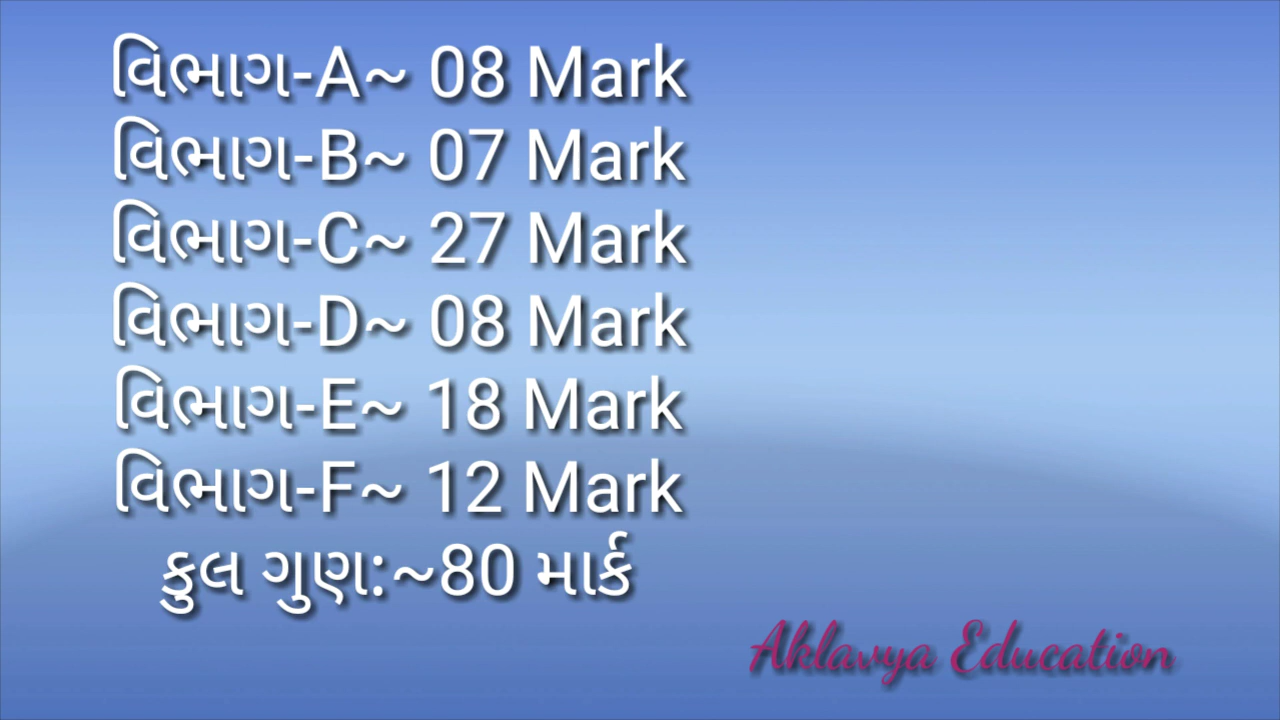 વિભાગ-A~ 08 Mark
વિભાગ-B~ 07 Mark
વિભાગ-C~ 27 Mark
વિભાગ-D~ 08 Mark
વિભાગ-E~ 18 Mark
વિભાગ-F~ 12 Mark
કુલ ગુણ:~80 માર્ક
Aklavya Education